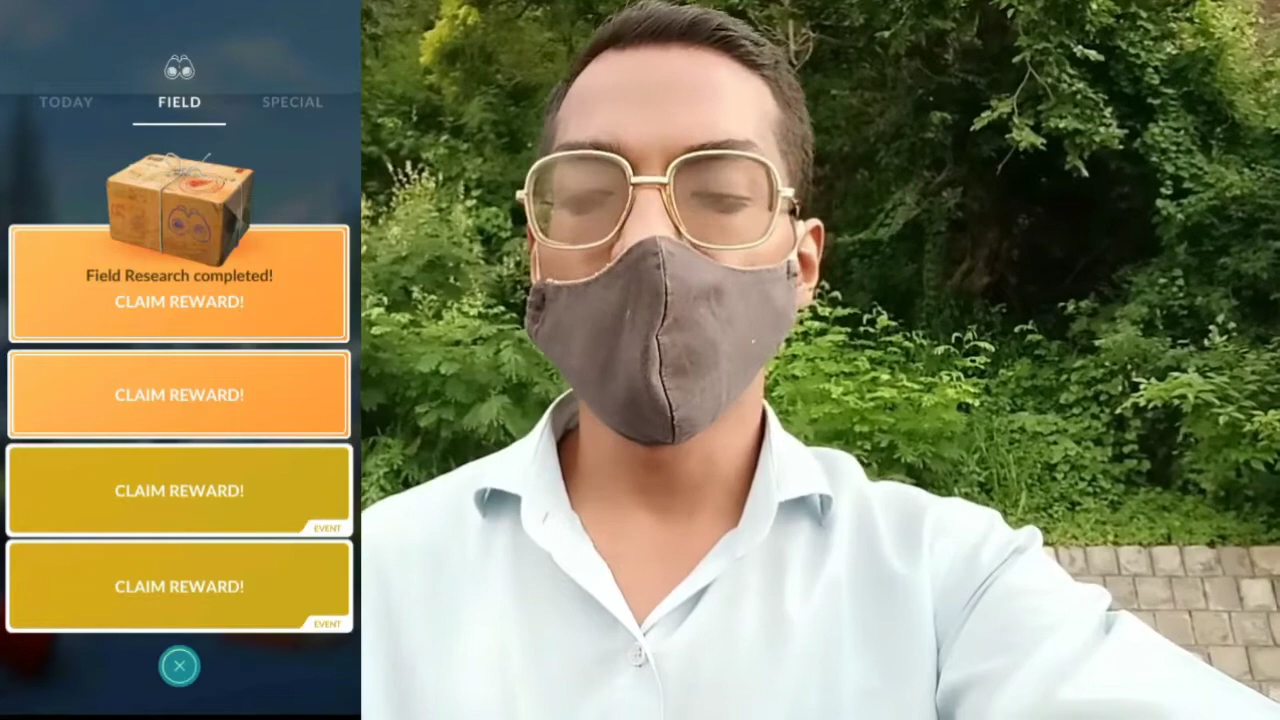 TODAY
FIELD
SPECIAL
Field Research completed!
CLAIM REWARD!
CLAIM REWARD!
CLAIM REWARD!
EVENT
CLAIM REWARD!
EVENT